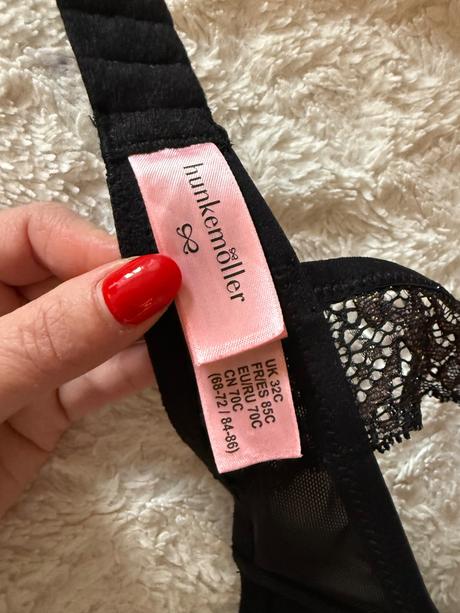 hunkemöller
UK 32C
FR/ES 85C
EU/RU 70C
CN 70C
(68-72 / 84-86)